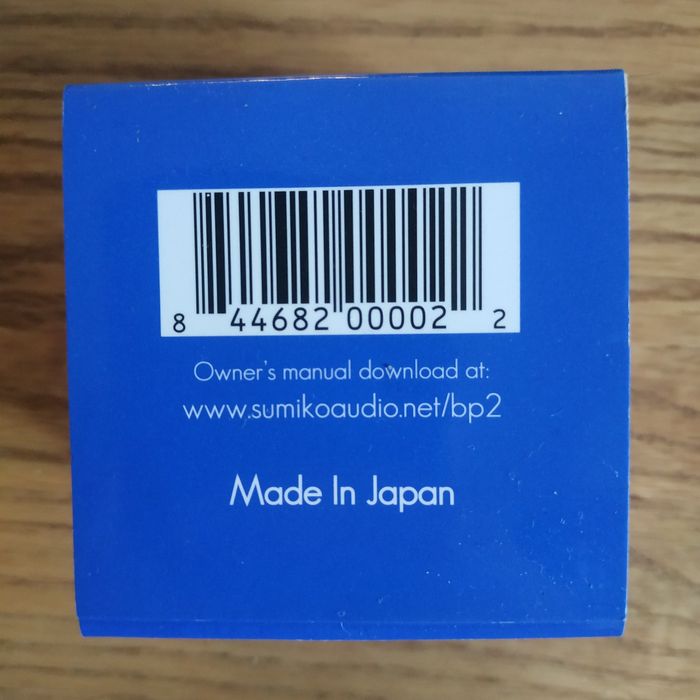 8 44682 00002 2
Owner's manual download at:
www.sumikoaudio.net/bp2
Made In Japan